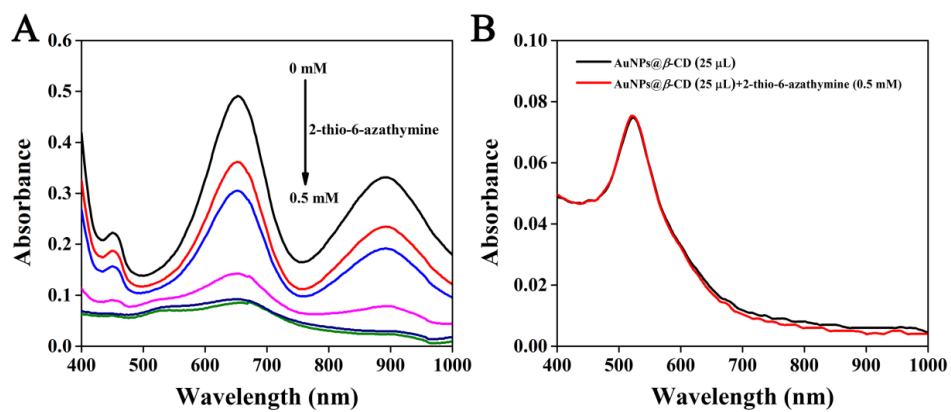 A
0 mM
2-thio-6-azathymine
0.5 mM
Absorbance
0.6
0.5
0.4
0.3
0.2
0.1
0.0
400 500 600 700 800 900 1000
Wavelength (nm)
B
AuNPs@β-CD (25 μL)
AuNPs@β-CD (25 μL)+2-thio-6-azathymine (0.5 mM)
Absorbance
0.10
0.08
0.06
0.04
0.02
0.00
400 500 600 700 800 900 1000
Wavelength (nm)